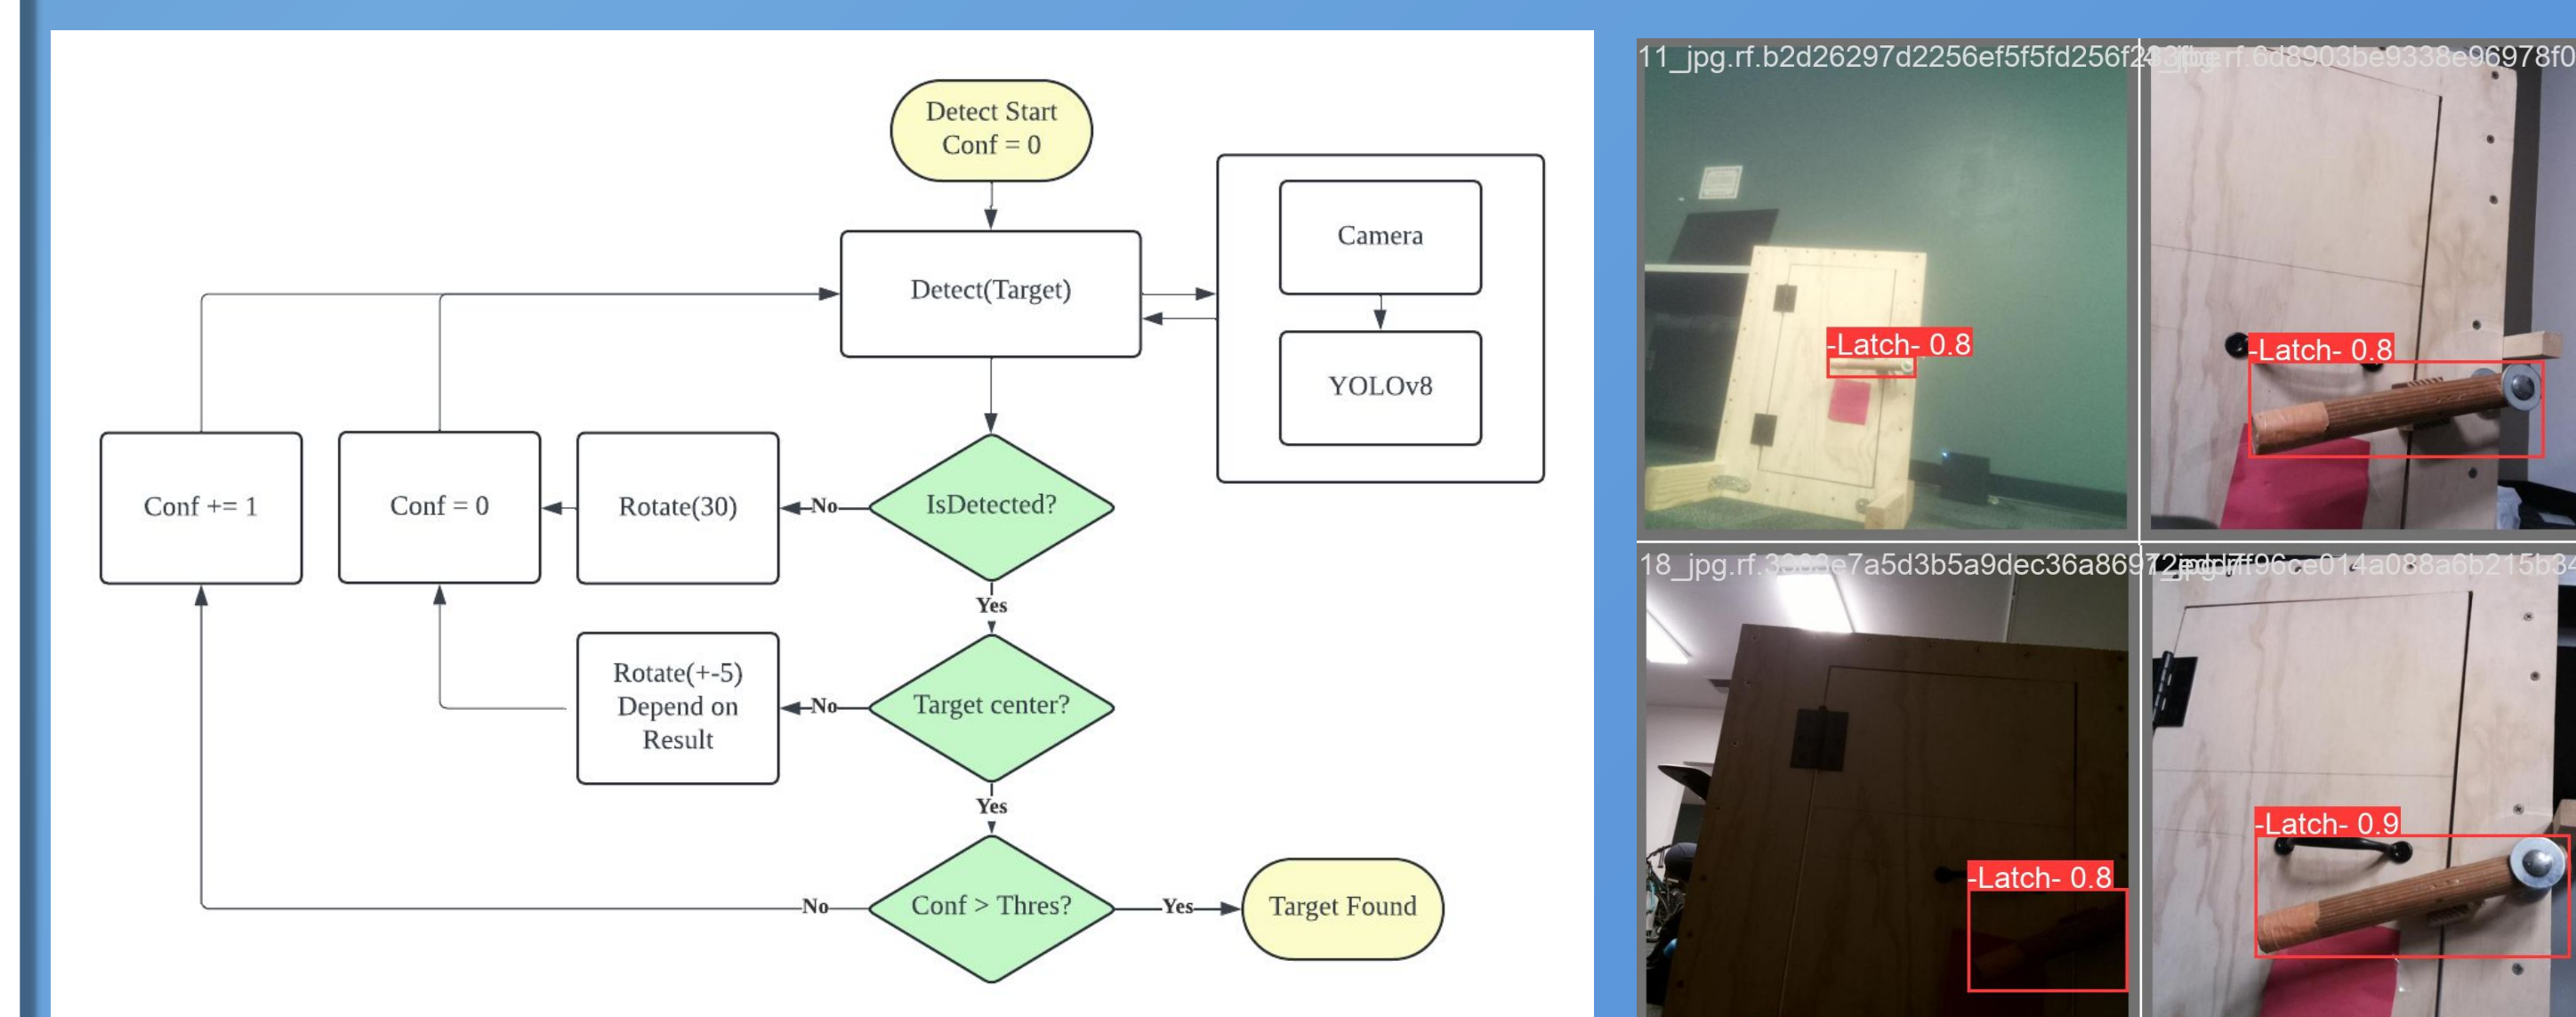 Detect Start
Conf = 0
Detect(Target)
Camera
YOLOv8
IsDetected?
No
Rotate(30)
Conf = 0
Conf += 1
Yes
Target center?
No
Rotate(+-5)
Depend on
Result
Yes
Conf > Thres?
No
Yes
Target Found
11_jpg.rf.b2d26297d2256ef5f5fd256f2
rf.6d8903be9338e96978f0
-Latch- 0.8
-Latch- 0.8
-Latch- 0.8
-Latch- 0.9